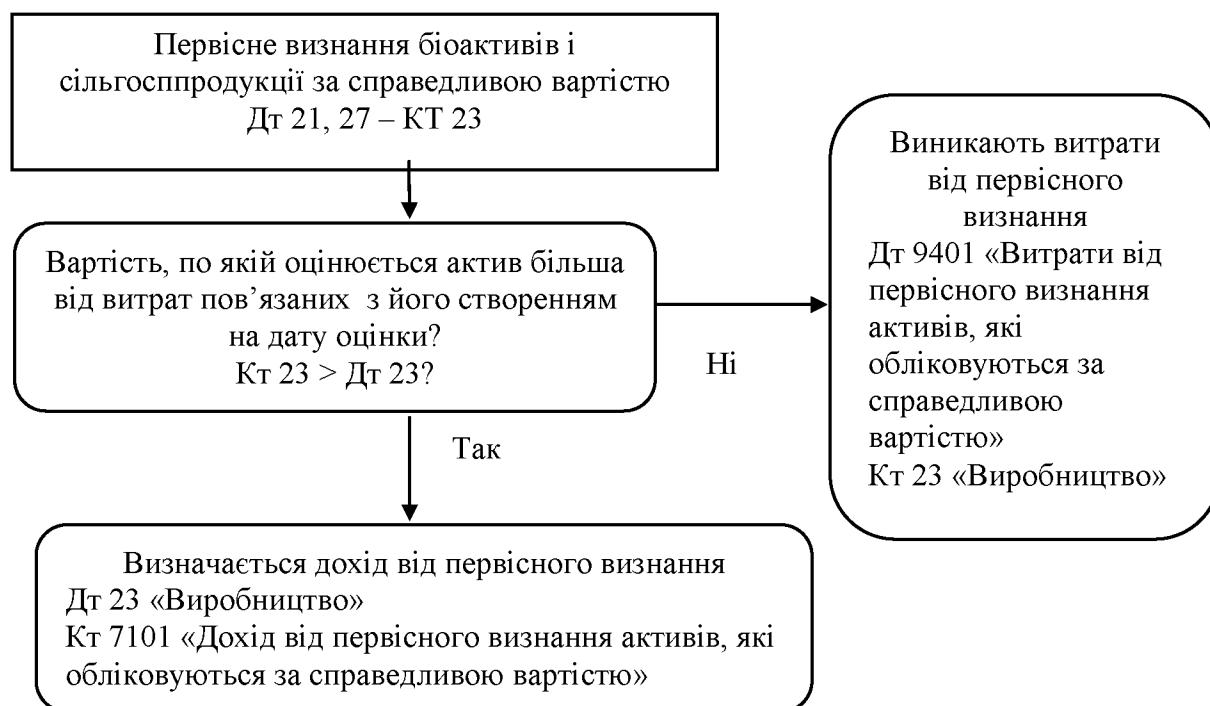 Первісне визнання біоактивів і
сільгосппродукції за справедливою вартістю
Дт 21, 27 – КТ 23
Вартість, по якій оцінюється актив більша
від витрат пов’язаних з його створенням
на дату оцінки?
Кт 23 > Дт 23?
Ні
Виникають витрати
від первісного
визнання
Дт 9401 «Витрати від
первісного визнання
активів, які
обліковуються за
справедливою
вартістю»
Кт 23 «Виробництво»
Так
Визначається дохід від первісного визнання
Дт 23 «Виробництво»
Кт 7101 «Дохід від первісного визнання активів, які
обліковуються за справедливою вартістю»